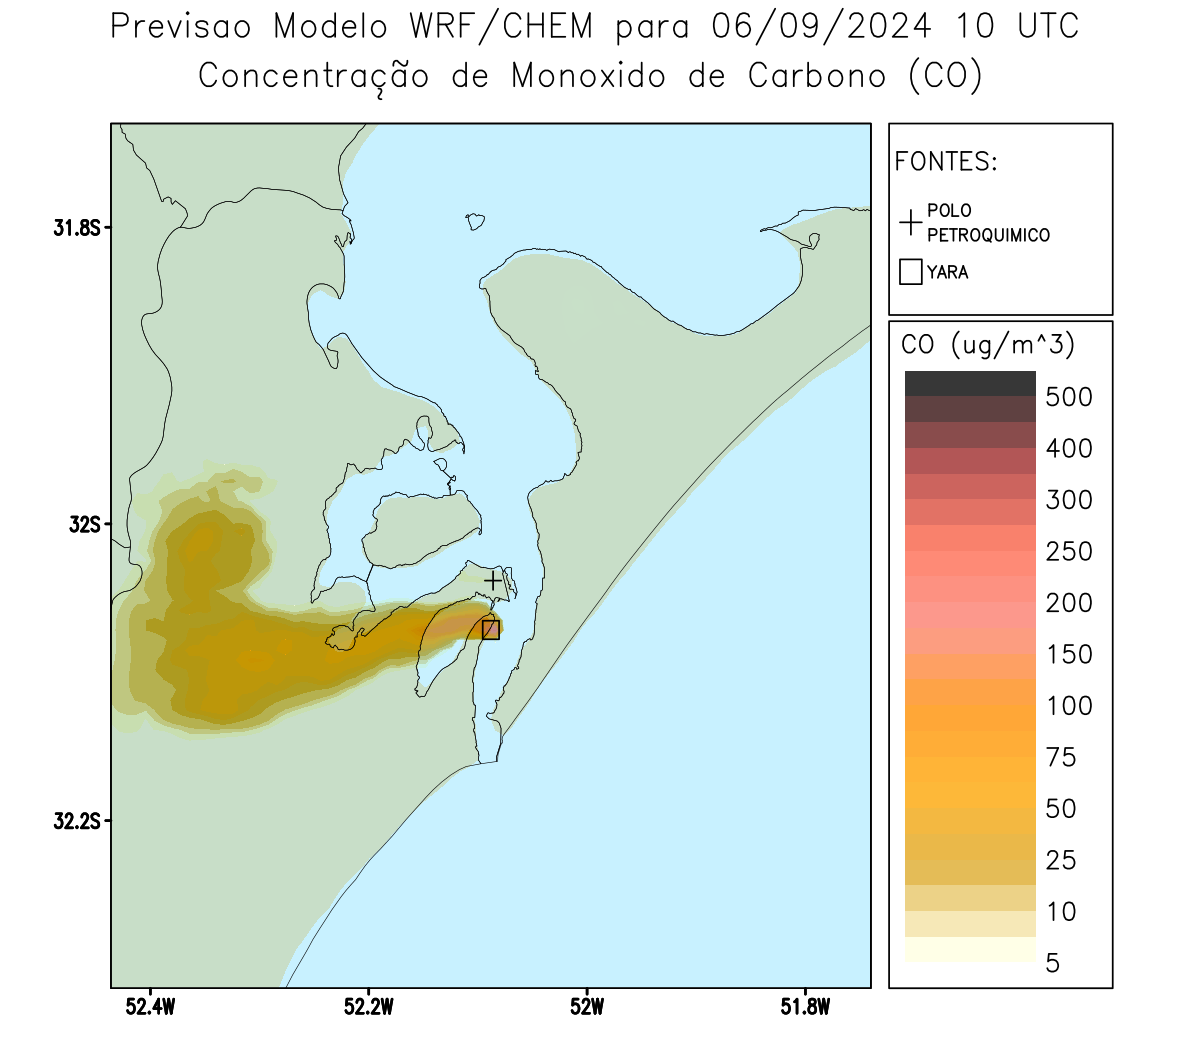 Previsao Modelo WRF/CHEM para 06/09/2024 10 UTC
Concentração de Monoxido de Carbono (CO)
FONTES:
POLO
PETROQUIMICO
YARA
CO (ug/m^3)
500
400
300
250
200
150
100
75
50
25
10
5
31.8S
32S
32.2S
52.4W
52.2W
52W
51.8W